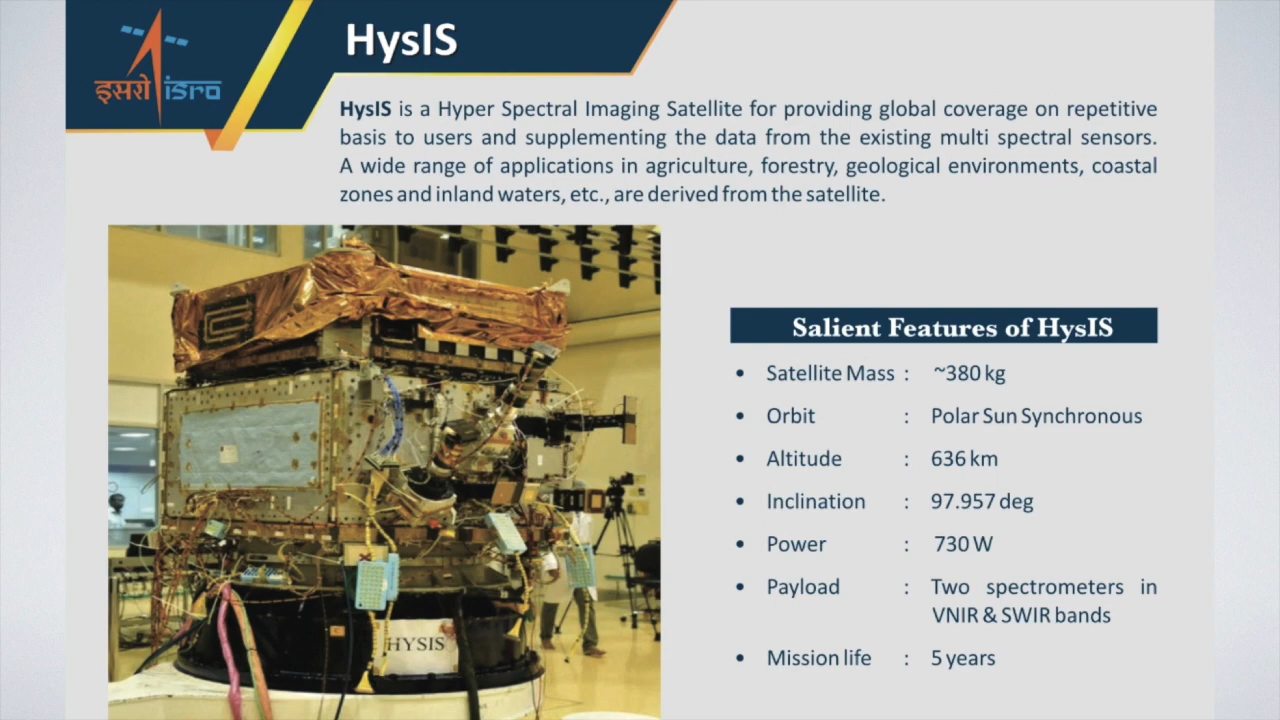 HysIS
इसरो isro
HysIS is a Hyper Spectral Imaging Satellite for providing global coverage on repetitive
basis to users and supplementing the data from the existing multi spectral sensors.
A wide range of applications in agriculture, forestry, geological environments, coastal
zones and inland waters, etc., are derived from the satellite.
Salient Features of HysIS
• Satellite Mass : ~380 kg
• Orbit : Polar Sun Synchronous
• Altitude : 636 km
• Inclination : 97.957 deg
• Power : 730 W
• Payload : Two spectrometers in
VNIR & SWIR bands
• Mission life : 5 years
HYSIS